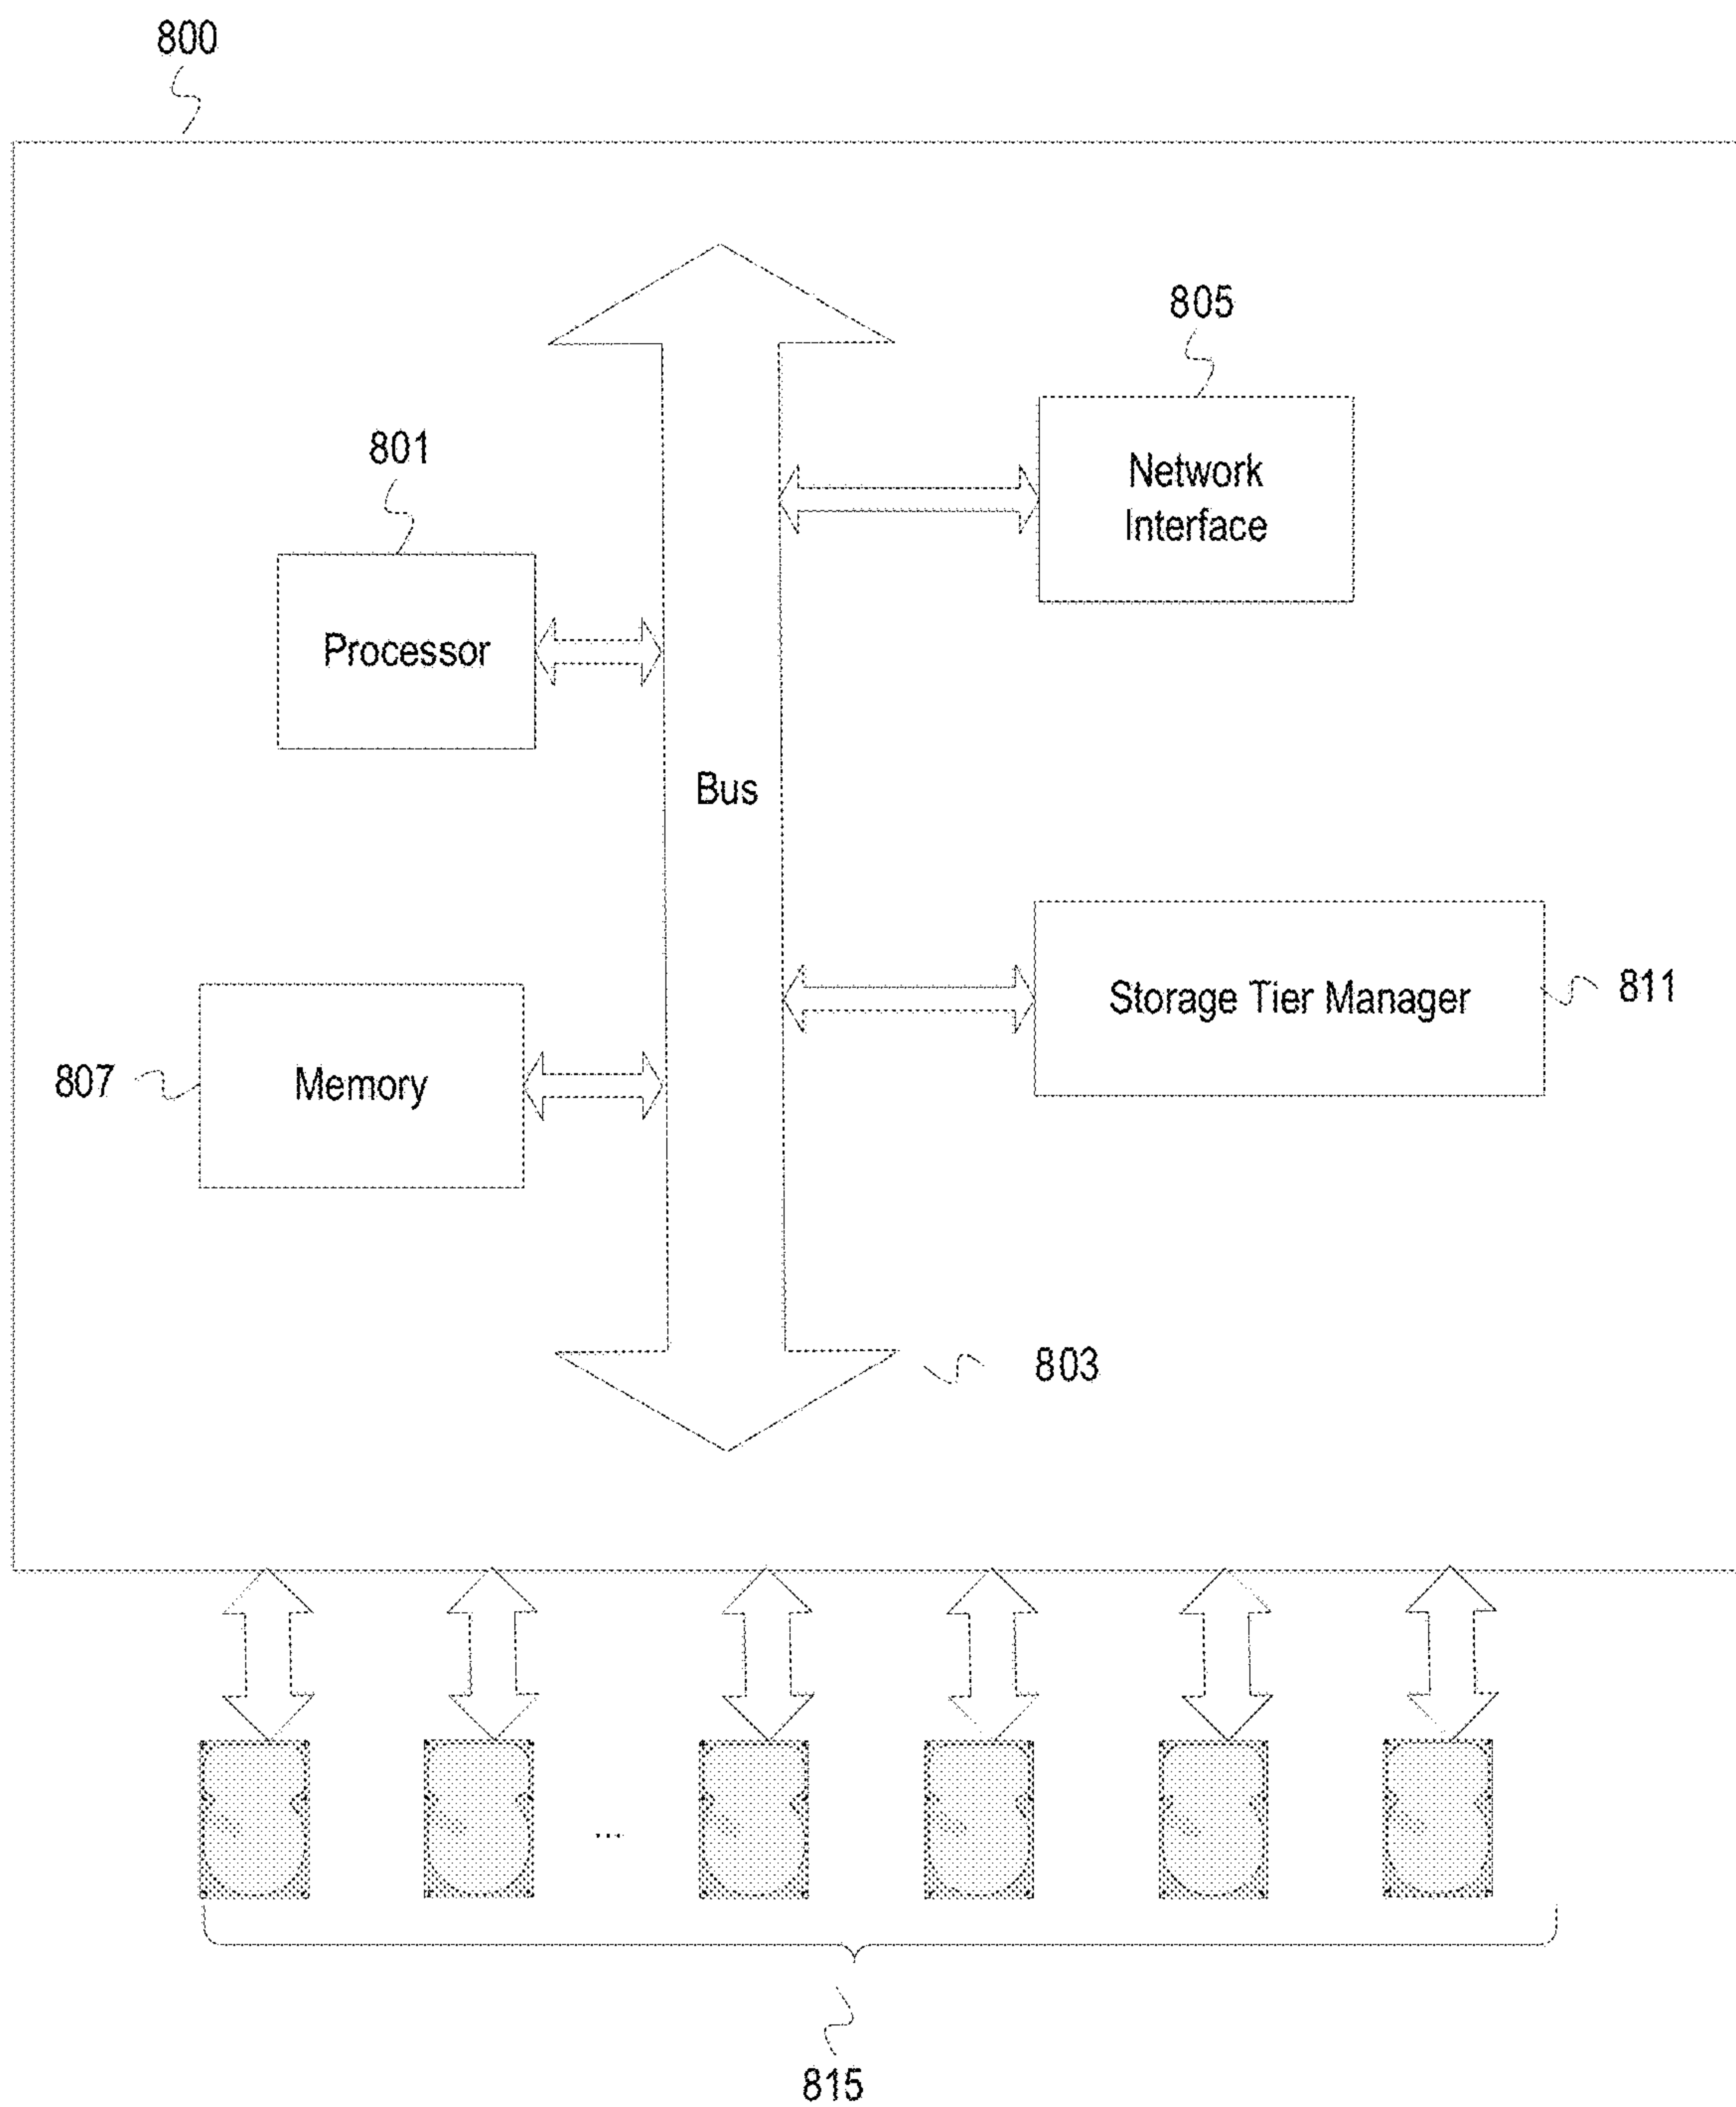 800
805
801
Network
Interface
Processor
Bus
811
Storage Tier Manager
807
Memory
803
...
815